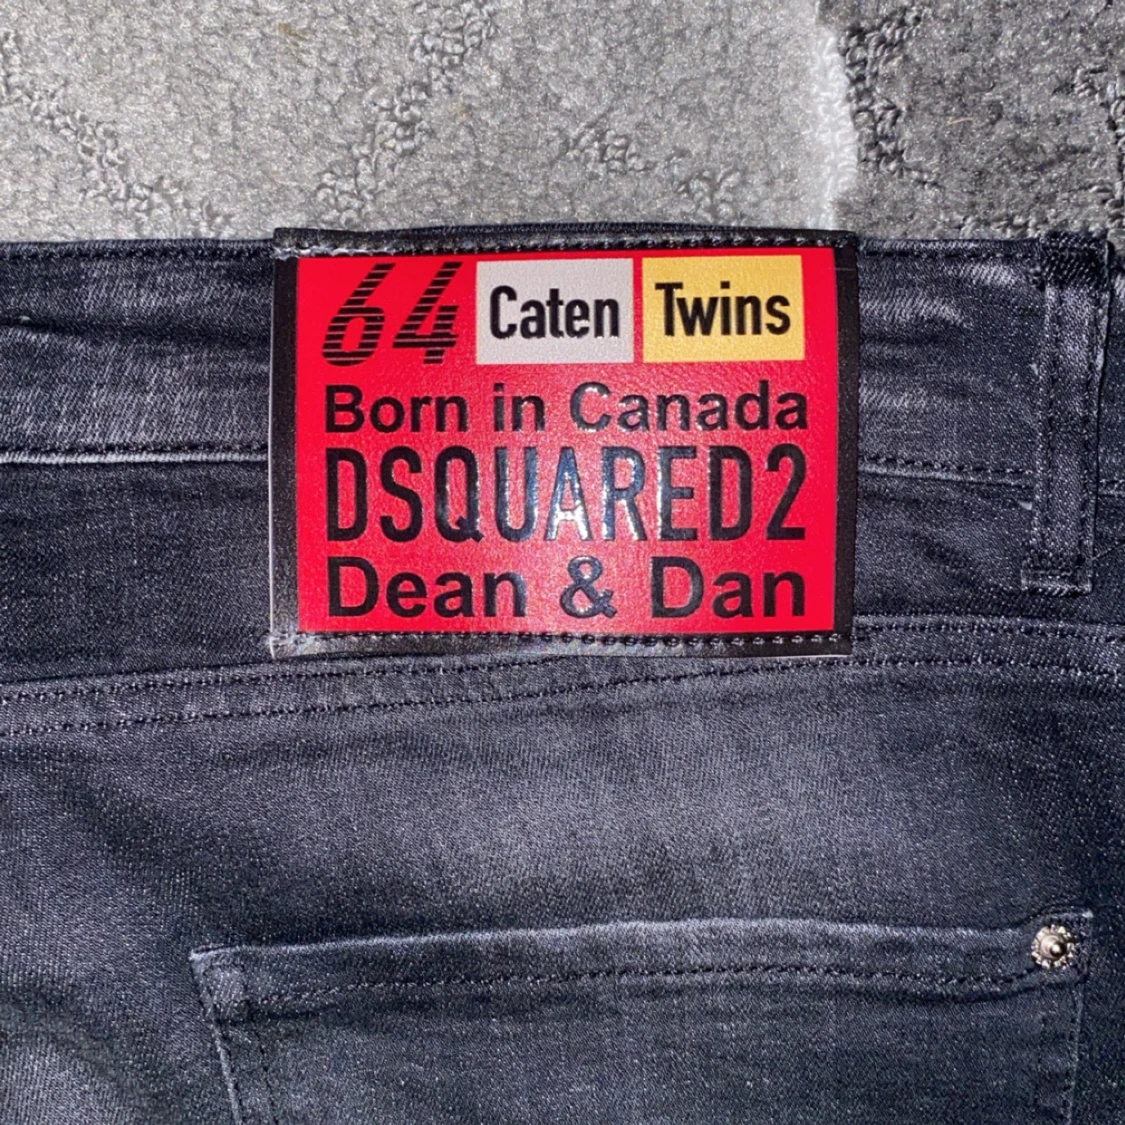 64 Caten Twins
Born in Canada
DSQUARED2
Dean & Dan